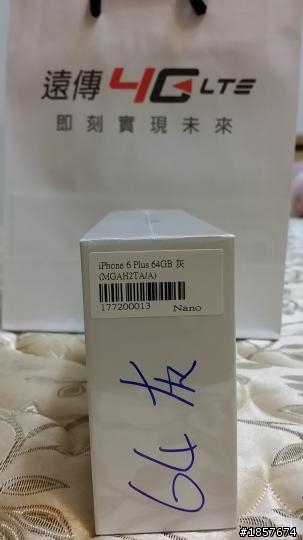 遠傳 4G LTE
即刻實現未來
iPhone 6 Plus 64GB 灰
(MGAH2TA/A)
177200013 Nano
64 灰
#1857674